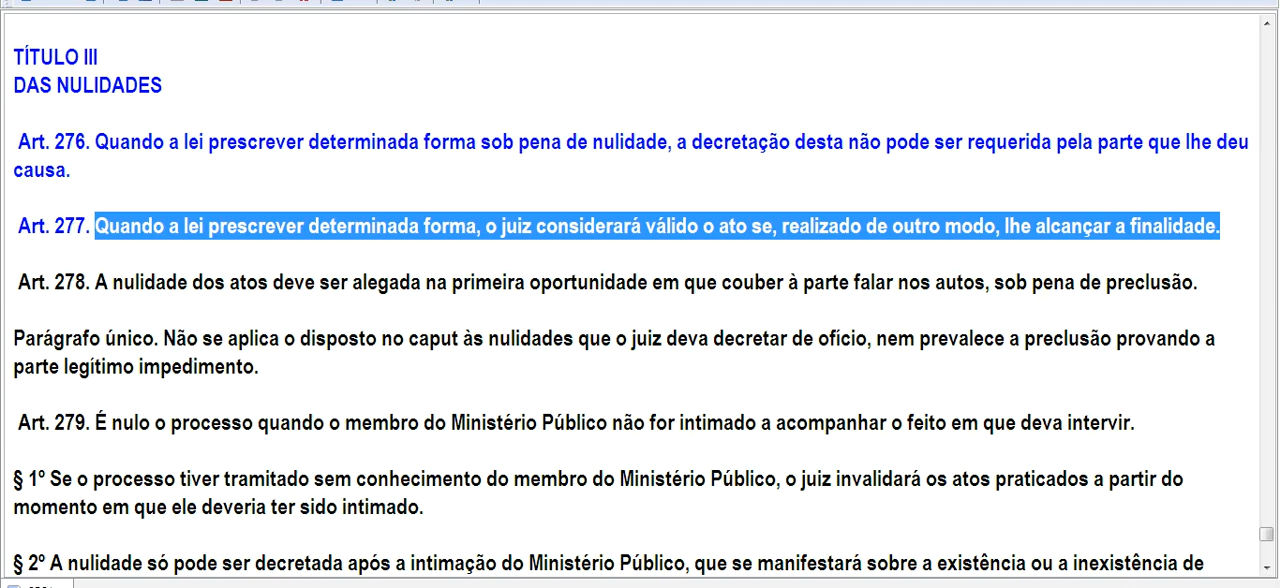 TÍTULO III
DAS NULIDADES
Art. 276. Quando a lei prescrever determinada forma sob pena de nulidade, a decretação desta não pode ser requerida pela parte que lhe deu
causa.
Art. 277. Quando a lei prescrever determinada forma, o juiz considerará válido o ato se, realizado de outro modo, lhe alcançar a finalidade.
Art. 278. A nulidade dos atos deve ser alegada na primeira oportunidade em que couber à parte falar nos autos, sob pena de preclusão.
Parágrafo único. Não se aplica o disposto no caput às nulidades que o juiz deva decretar de ofício, nem prevalece a preclusão provando a
parte legítimo impedimento.
Art. 279. É nulo o processo quando o membro do Ministério Público não for intimado a acompanhar o feito em que deva intervir.
§ 1º Se o processo tiver tramitado sem conhecimento do membro do Ministério Público, o juiz invalidará os atos praticados a partir do
momento em que ele deveria ter sido intimado.
§ 2º A nulidade só pode ser decretada após a intimação do Ministério Público, que se manifestará sobre a existência ou a inexistência de